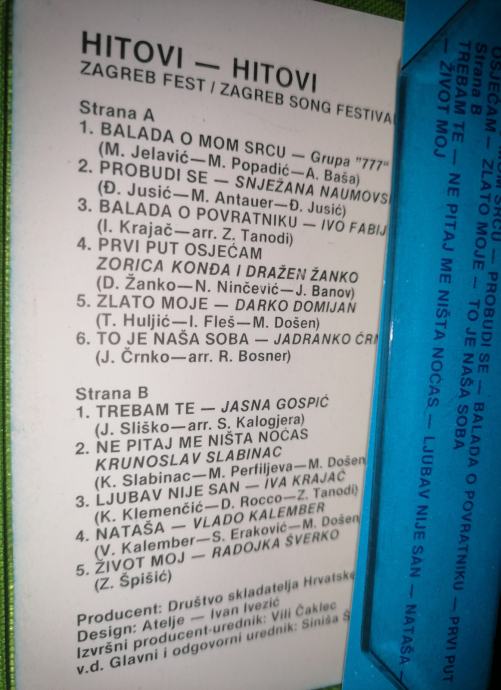 HITOVI — HITOVI
ZAGREB FEST / ZAGREB SONG FESTIVAL
Strana A
1. BALADA O MOM SRCU — Grupa "777"
(M. Jelavić—M. Popadić—A. Baša)
2. PROBUDI SE — SNJEŽANA NAUMOVS
(Đ. Jusić—M. Antauer—Đ. Jusić)
3. BALADA O POVRATNIKU — IVO FABIJ
(I. Krajač—arr. Z. Tanodi)
4. PRVI PUT OSJEĆAM
ZORICA KONĐA I DRAŽEN ŽANKO
(D. Žanko—N. Ninčević—J. Banov)
5. ZLATO MOJE — DARKO DOMIJAN
(T. Huljić—I. Fleš—M. Došen)
6. TO JE NAŠA SOBA — JADRANKO ČRN
(J. Črnko—arr. R. Bosner)
Strana B
1. TREBAM TE — JASNA GOSPIĆ
(J. Sliško—arr. S. Kalogjera)
2. NE PITAJ ME NIŠTA NOĆAS
KRUNOSLAV SLABINAC
(K. Slabinac—M. Perfiljeva—M. Došen
3. LJUBAV NIJE SAN — IVA KRAJAČ
(K. Klemenčić—D. Rocco—Z. Tanodi)
4. NATAŠA — VLADO KALEMBER
(V. Kalember—S. Eraković—M. Došen
5. ŽIVOT MOJ — RADOJKA ŠVERKO
(Z. Špišić)
Producent: Društvo skladatelja Hrvatske
Design: Atelje — Ivan Ivezić
Izvršni producent-urednik: Vili Čaklec
v.d. Glavni i odgovorni urednik: Siniša Š
SRCU — PROBUDI SE — BALADA O POVRATNIKU — PRVI PUT
OSJEĆAM — ZLATO MOJE — TO JE NAŠA SOBA
Strana B
TREBAM TE — NE PITAJ ME NIŠTA NOĆAS — LJUBAV NIJE SAN — NATAŠA —
— ŽIVOT MOJ